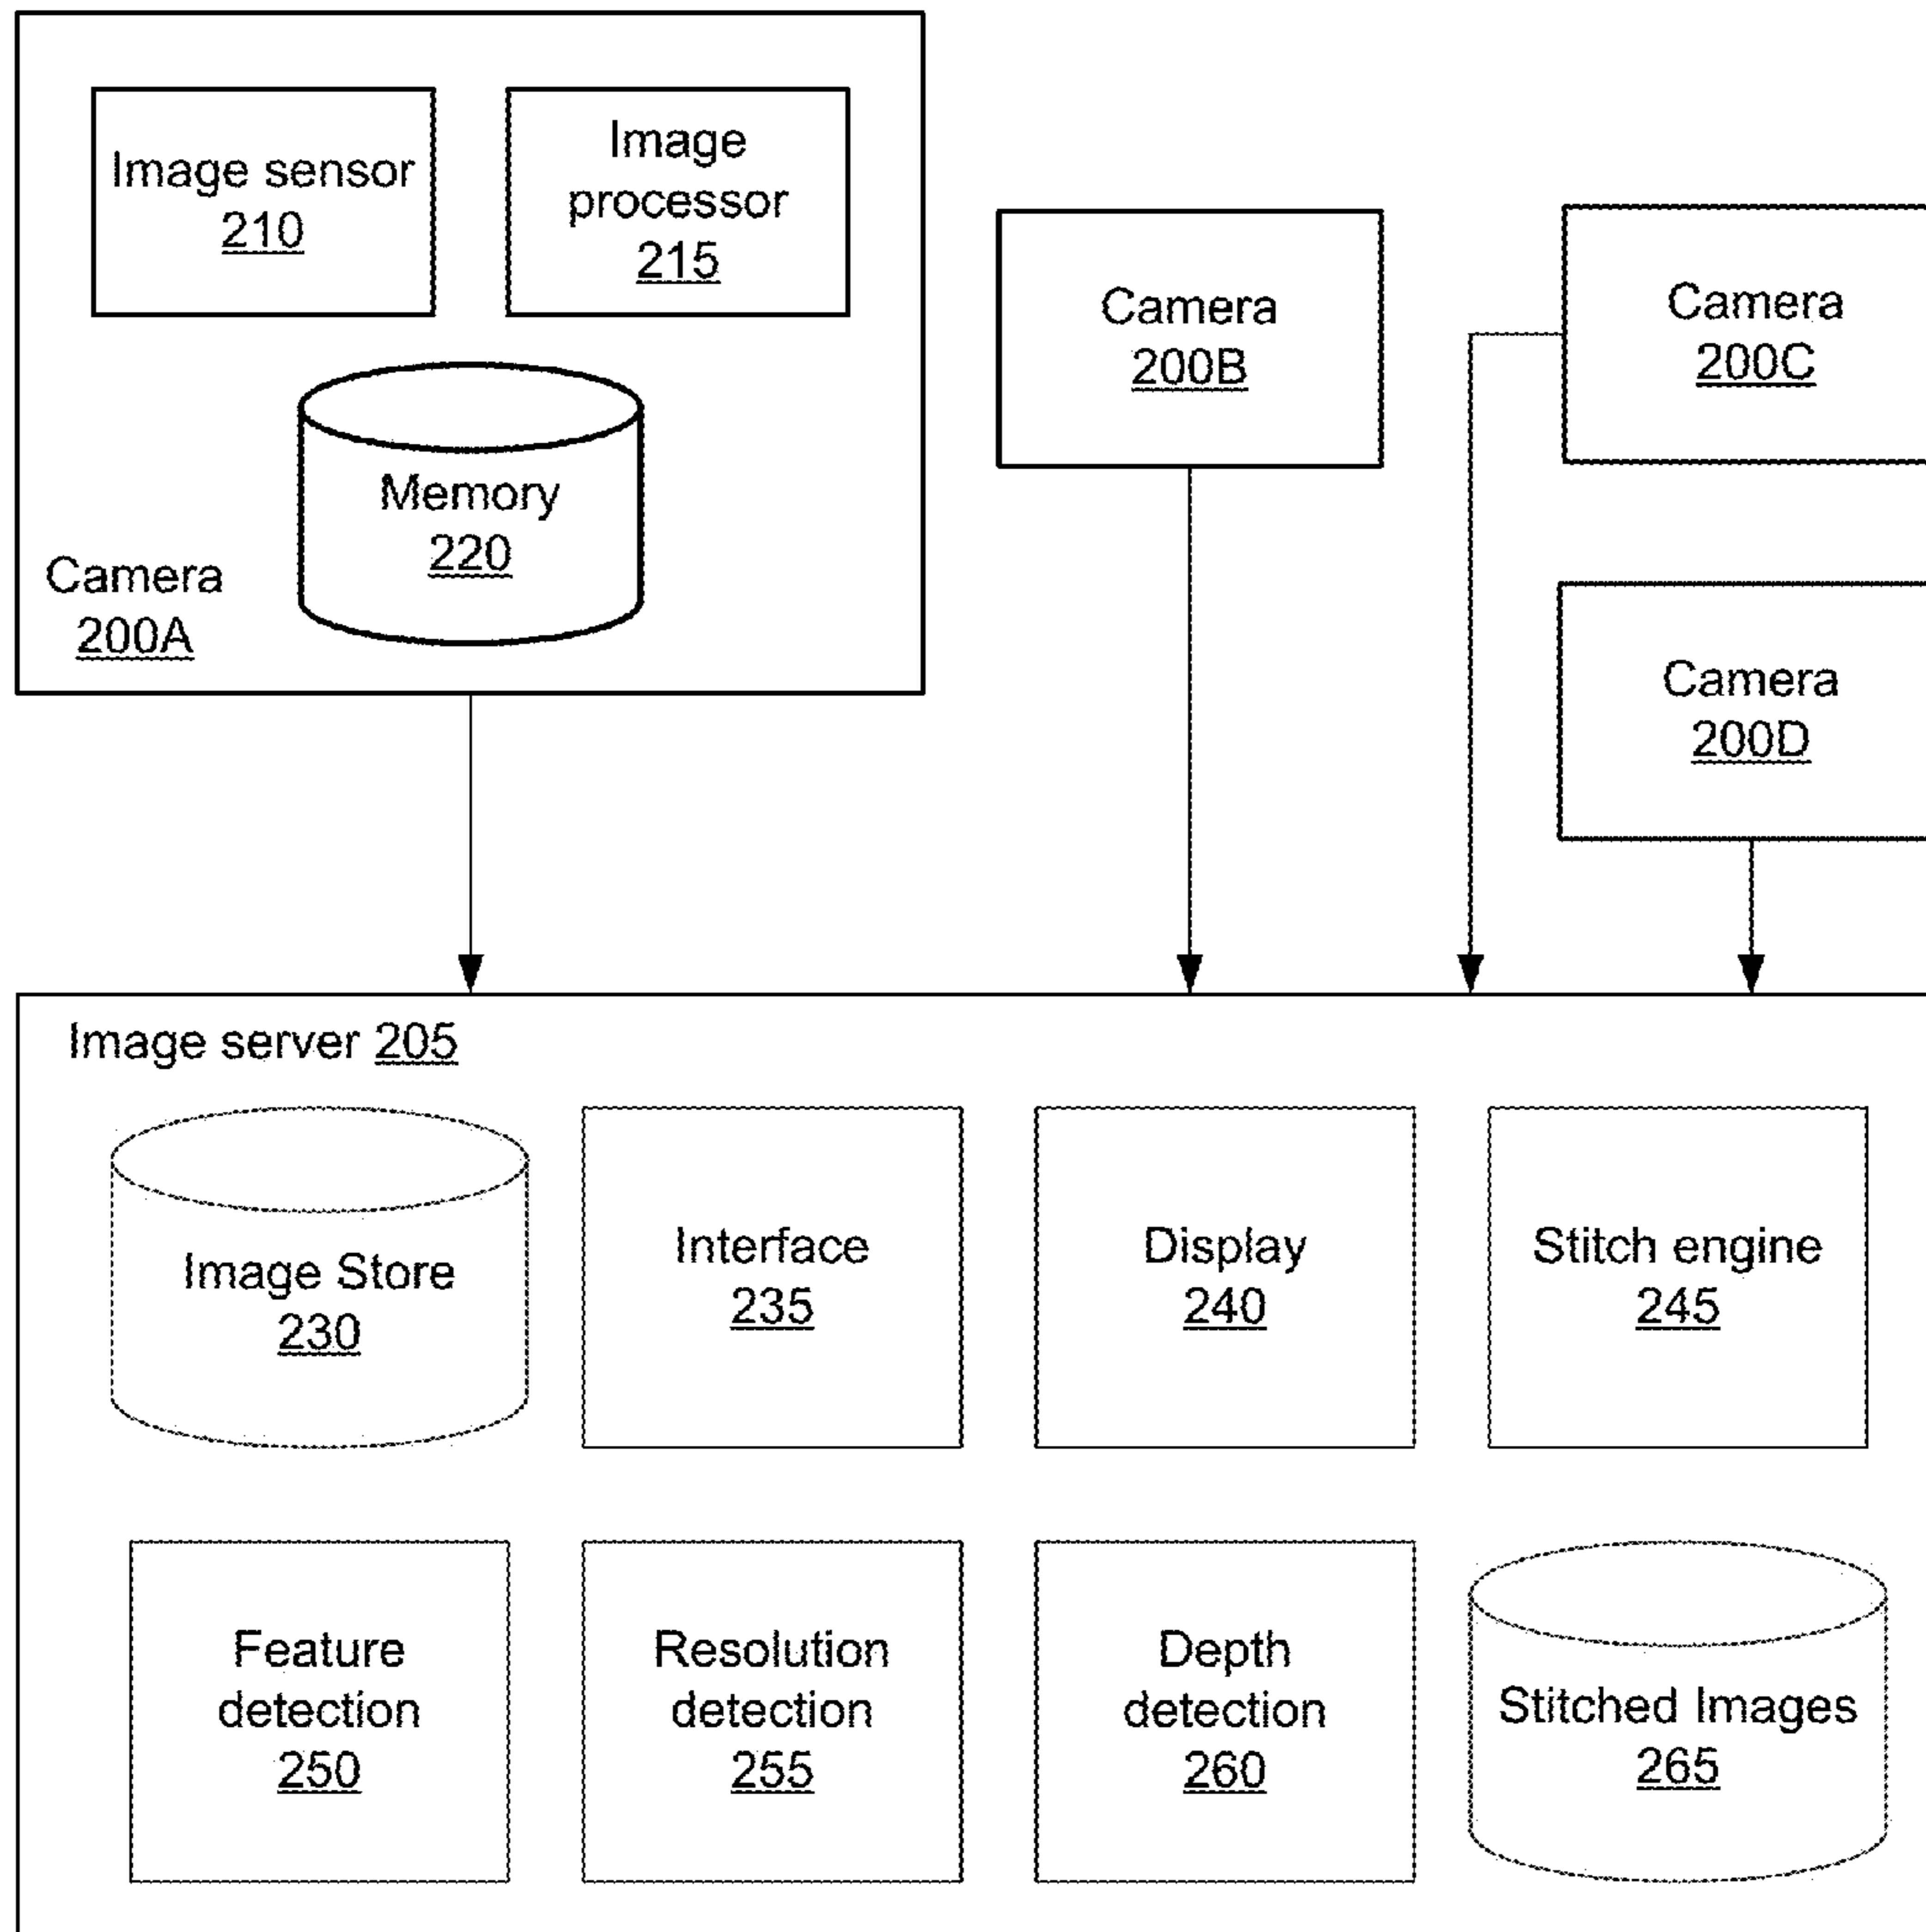 Image sensor
210
Image
processor
215
Memory
220
Camera
200A
Camera
200B
Camera
200C
Camera
200D
Image server 205
Image Store
230
Interface
235
Display
240
Stitch engine
245
Feature
detection
250
Resolution
detection
255
Depth
detection
260
Stitched Images
265